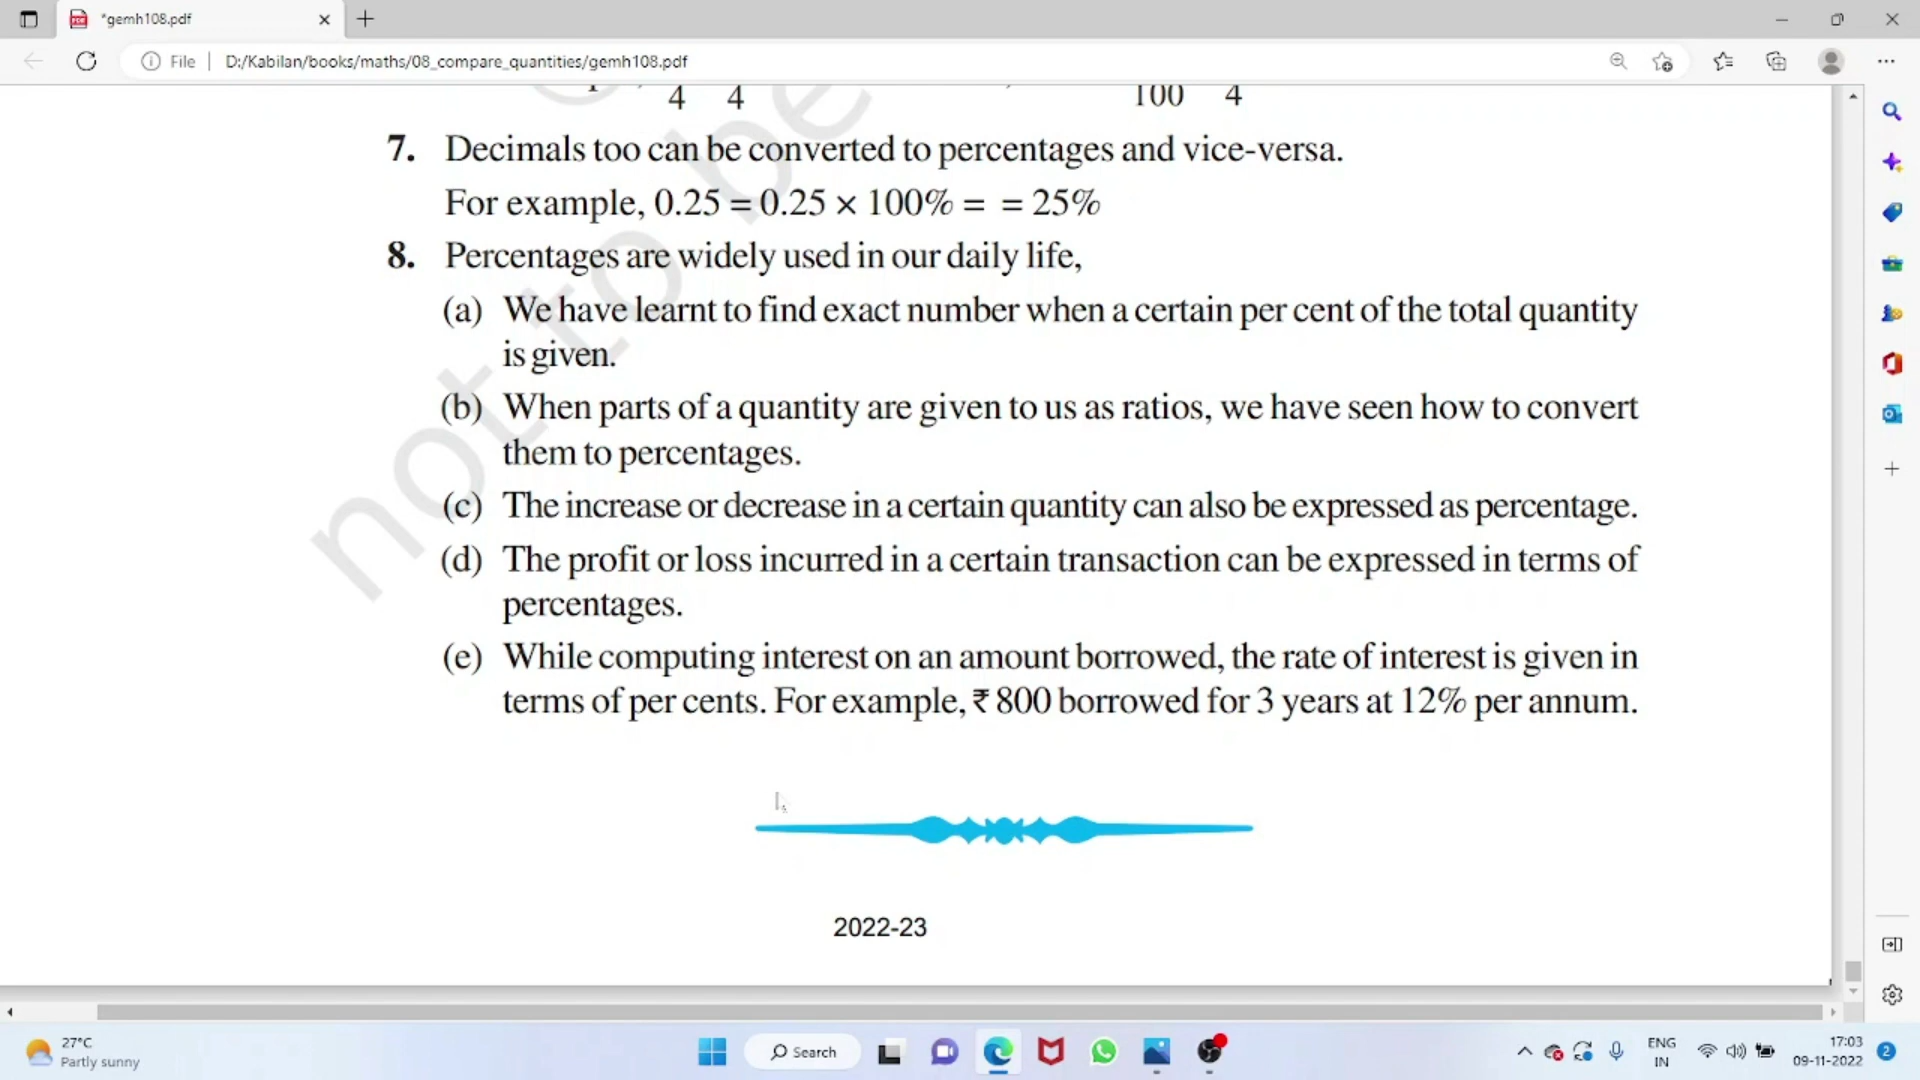 *gemh108.pdf
File D:/Kabilan/books/maths/08_compare_quantities/gemh108.pdf
4 4 100 4
7. Decimals too can be converted to percentages and vice-versa.
For example, 0.25 = 0.25 × 100% = = 25%
8. Percentages are widely used in our daily life,
(a) We have learnt to find exact number when a certain per cent of the total quantity
is given.
(b) When parts of a quantity are given to us as ratios, we have seen how to convert
them to percentages.
(c) The increase or decrease in a certain quantity can also be expressed as percentage.
(d) The profit or loss incurred in a certain transaction can be expressed in terms of
percentages.
(e) While computing interest on an amount borrowed, the rate of interest is given in
terms of per cents. For example, ₹ 800 borrowed for 3 years at 12% per annum.
not to be
2022-23
27°C
Partly sunny
Search
ENG
IN
17:03
09-11-2022
2